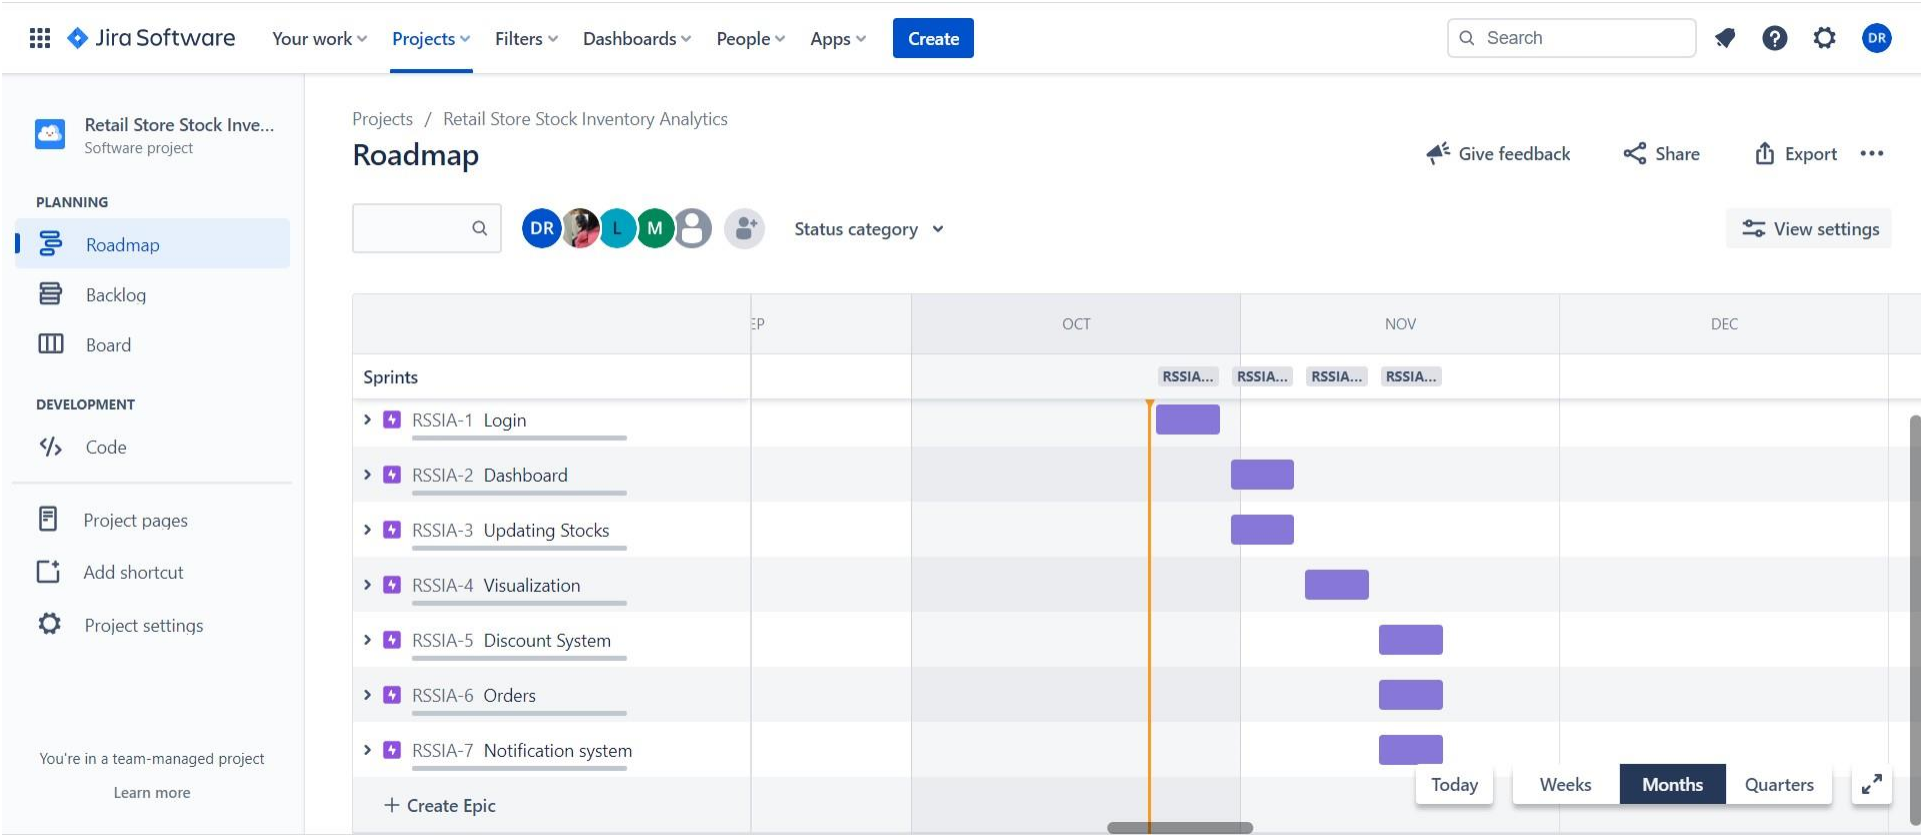 Jira Software
Your work
Projects
Filters
Dashboards
People
Apps
Create
Search
DR
Retail Store Stock Inve...
Software project
PLANNING
Roadmap
Backlog
Board
DEVELOPMENT
Code
Project pages
Add shortcut
Project settings
You're in a team-managed project
Learn more
Projects / Retail Store Stock Inventory Analytics
Roadmap
Give feedback
Share
Export
DR
L
M
Status category
View settings
EP
OCT
NOV
DEC
Sprints
RSSIA...
RSSIA...
RSSIA...
RSSIA...
RSSIA-1 Login
RSSIA-2 Dashboard
RSSIA-3 Updating Stocks
RSSIA-4 Visualization
RSSIA-5 Discount System
RSSIA-6 Orders
RSSIA-7 Notification system
+ Create Epic
Today
Weeks
Months
Quarters